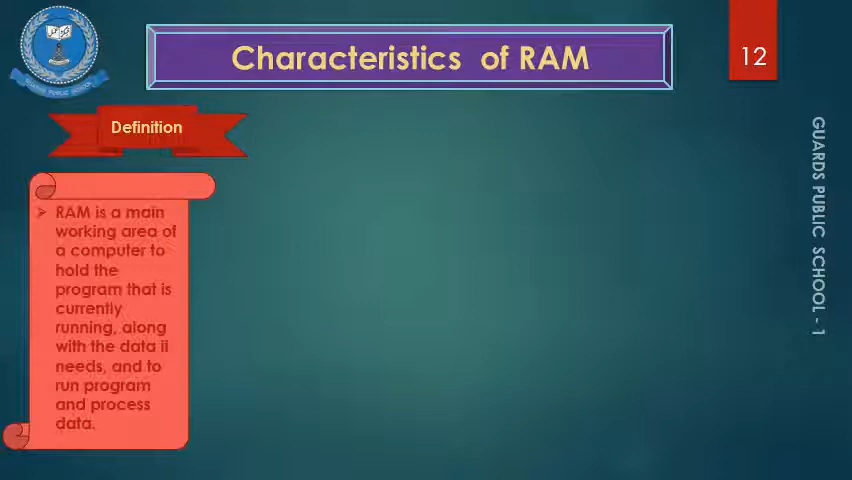 Characteristics of RAM
12
Definition
➢ RAM is a main
working area of
a computer to
hold the
program that is
currently
running, along
with the data ii
needs, and to
run program
and process
data.
GUARDS PUBLIC SCHOOL - 1